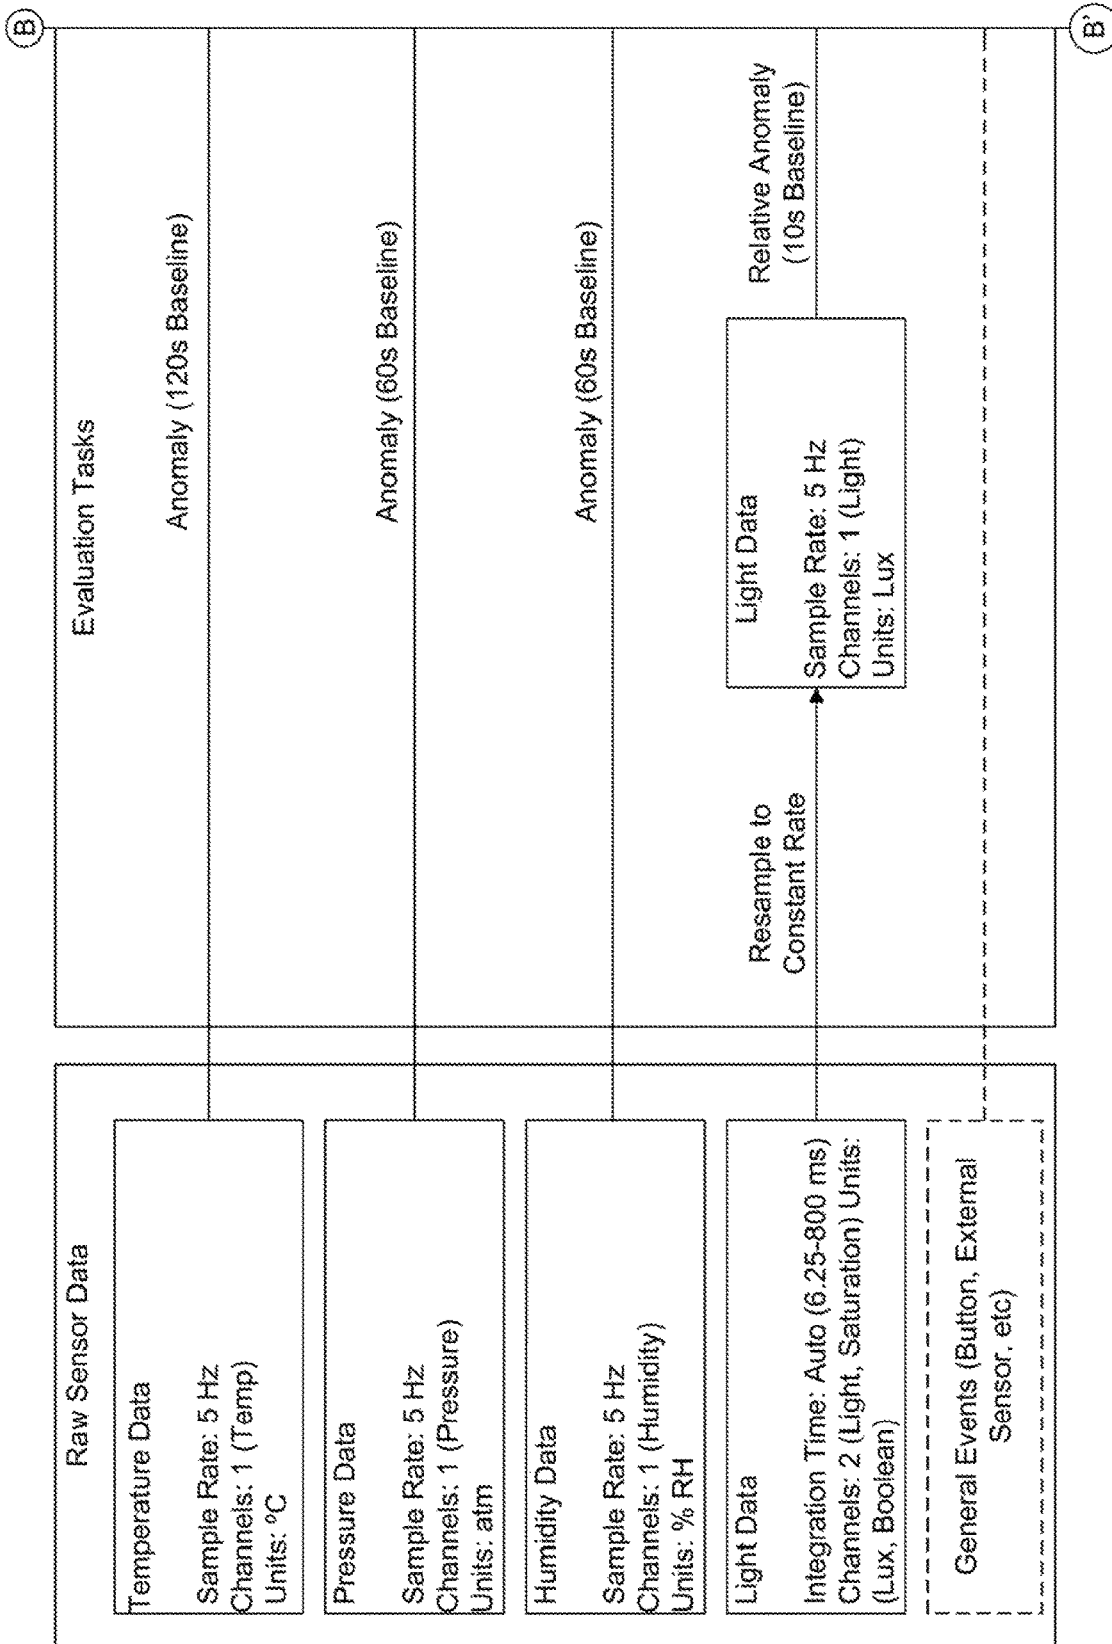 Raw Sensor Data
Temperature Data
Sample Rate: 5 Hz
Channels: 1 (Temp)
Units: ºC
Pressure Data
Sample Rate: 5 Hz
Channels: 1 (Pressure)
Units: atm
Humidity Data
Sample Rate: 5 Hz
Channels: 1 (Humidity)
Units: % RH
Light Data
Integration Time: Auto (6.25-800 ms)
Channels: 2 (Light, Saturation) Units:
(Lux, Boolean)
General Events (Button, External
Sensor, etc)
Evaluation Tasks
Anomaly (120s Baseline)
Anomaly (60s Baseline)
Anomaly (60s Baseline)
Resample to
Constant Rate
Light Data
Sample Rate: 5 Hz
Channels: 1 (Light)
Units: Lux
Relative Anomaly
(10s Baseline)
B
B'